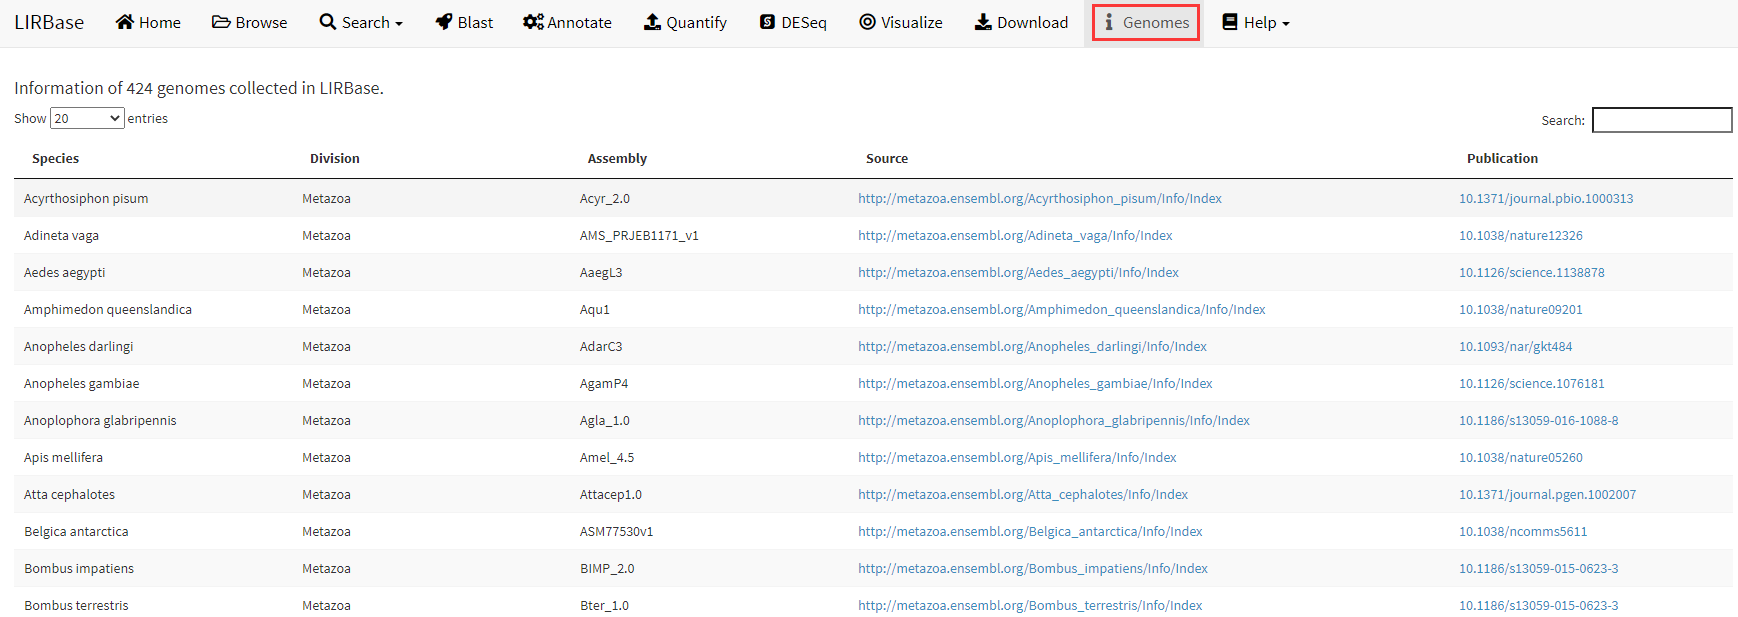 LIRBase Home Browse Search Blast Annotate Quantify DESeq Visualize Download Genomes Help
Information of 424 genomes collected in LIRBase.
Show 20 entries Search:
Species Division Assembly Source Publication
Acyrthosiphon pisum Metazoa Acyr_2.0 http://metazoa.ensembl.org/Acyrthosiphon_pisum/Info/Index 10.1371/journal.pbio.1000313
Adineta vaga Metazoa AMS_PRJEB1171_v1 http://metazoa.ensembl.org/Adineta_vaga/Info/Index 10.1038/nature12326
Aedes aegypti Metazoa AaegL3 http://metazoa.ensembl.org/Aedes_aegypti/Info/Index 10.1126/science.1138878
Amphimedon queenslandica Metazoa Aqu1 http://metazoa.ensembl.org/Amphimedon_queenslandica/Info/Index 10.1038/nature09201
Anopheles darlingi Metazoa AdarC3 http://metazoa.ensembl.org/Anopheles_darlingi/Info/Index 10.1093/nar/gkt484
Anopheles gambiae Metazoa AgamP4 http://metazoa.ensembl.org/Anopheles_gambiae/Info/Index 10.1126/science.1076181
Anoplophora glabripennis Metazoa Agla_1.0 http://metazoa.ensembl.org/Anoplophora_glabripennis/Info/Index 10.1186/s13059-016-1088-8
Apis mellifera Metazoa Amel_4.5 http://metazoa.ensembl.org/Apis_mellifera/Info/Index 10.1038/nature05260
Atta cephalotes Metazoa Attacep1.0 http://metazoa.ensembl.org/Atta_cephalotes/Info/Index 10.1371/journal.pgen.1002007
Belgica antarctica Metazoa ASM77530v1 http://metazoa.ensembl.org/Belgica_antarctica/Info/Index 10.1038/ncomms5611
Bombus impatiens Metazoa BIMP_2.0 http://metazoa.ensembl.org/Bombus_impatiens/Info/Index 10.1186/s13059-015-0623-3
Bombus terrestris Metazoa Bter_1.0 http://metazoa.ensembl.org/Bombus_terrestris/Info/Index 10.1186/s13059-015-0623-3